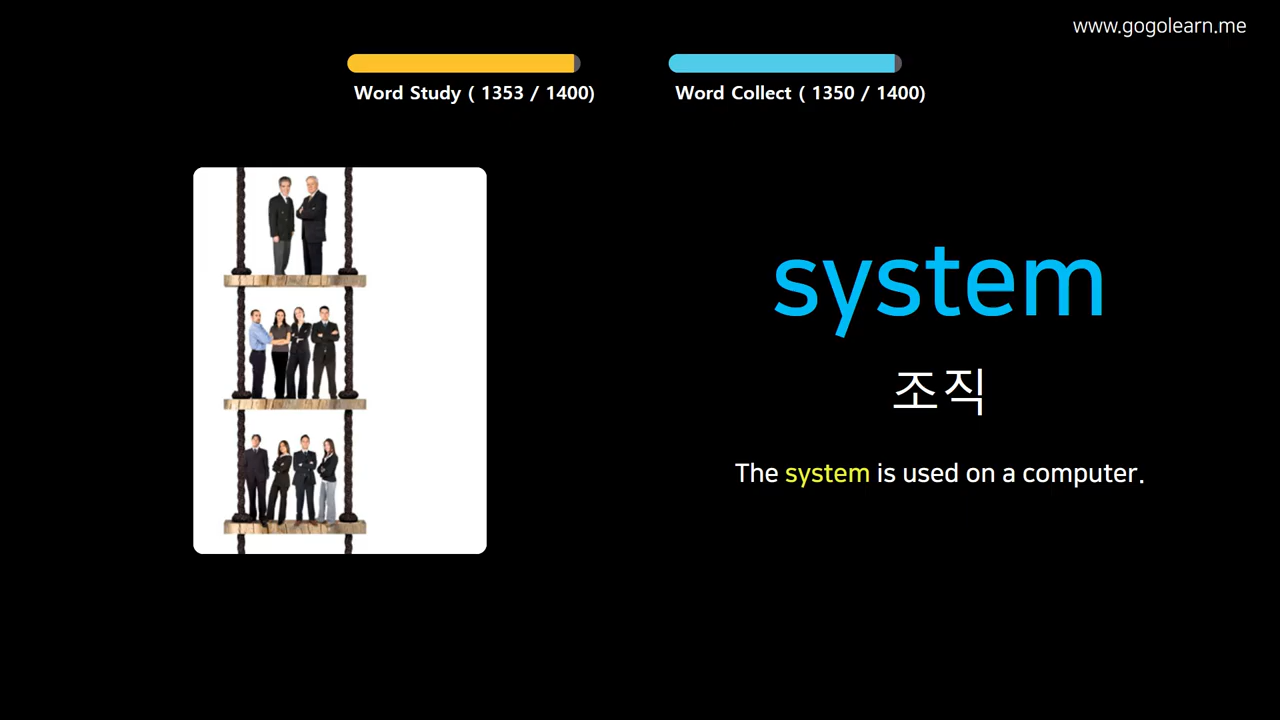 www.gogolearn.me
Word Study ( 1353 / 1400)
Word Collect ( 1350 / 1400)
system
조직
The system is used on a computer.